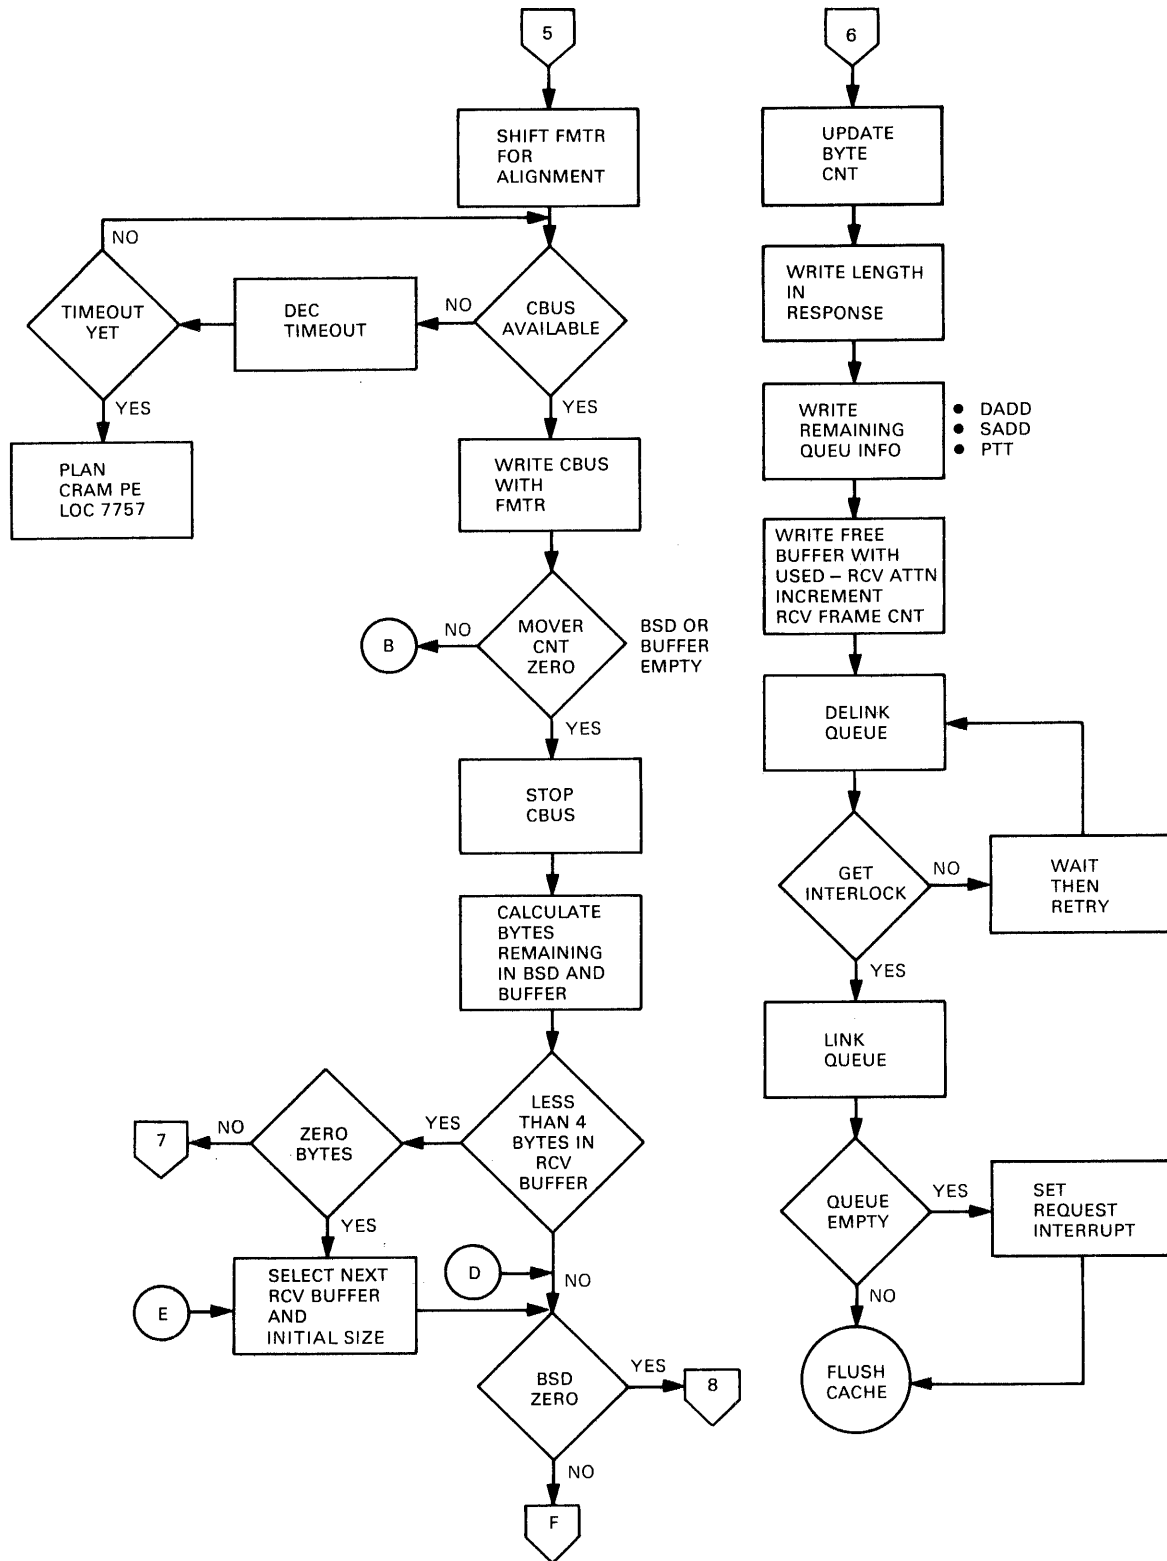 5
SHIFT FMTR
FOR
ALIGNMENT
NO
TIMEOUT
YET
DEC
TIMEOUT
NO
CBUS
AVAILABLE
YES
YES
PLAN
CRAM PE
LOC 7757
WRITE CBUS
WITH
FMTR
B
NO
MOVER
CNT
ZERO
BSD OR
BUFFER
EMPTY
YES
STOP
CBUS
CALCULATE
BYTES
REMAINING
IN BSD AND
BUFFER
LESS
THAN 4
BYTES IN
RCV
BUFFER
YES
ZERO
BYTES
NO
7
YES
D
NO
E
SELECT NEXT
RCV BUFFER
AND
INITIAL SIZE
BSD
ZERO
YES
8
NO
F
6
UPDATE
BYTE
CNT
WRITE LENGTH
IN
RESPONSE
WRITE
REMAINING
QUEU INFO
● DADD
● SADD
● PTT
WRITE FREE
BUFFER WITH
USED – RCV ATTN
INCREMENT
RCV FRAME CNT
DELINK
QUEUE
GET
INTERLOCK
NO
WAIT
THEN
RETRY
YES
LINK
QUEUE
QUEUE
EMPTY
YES
SET
REQUEST
INTERRUPT
NO
FLUSH
CACHE